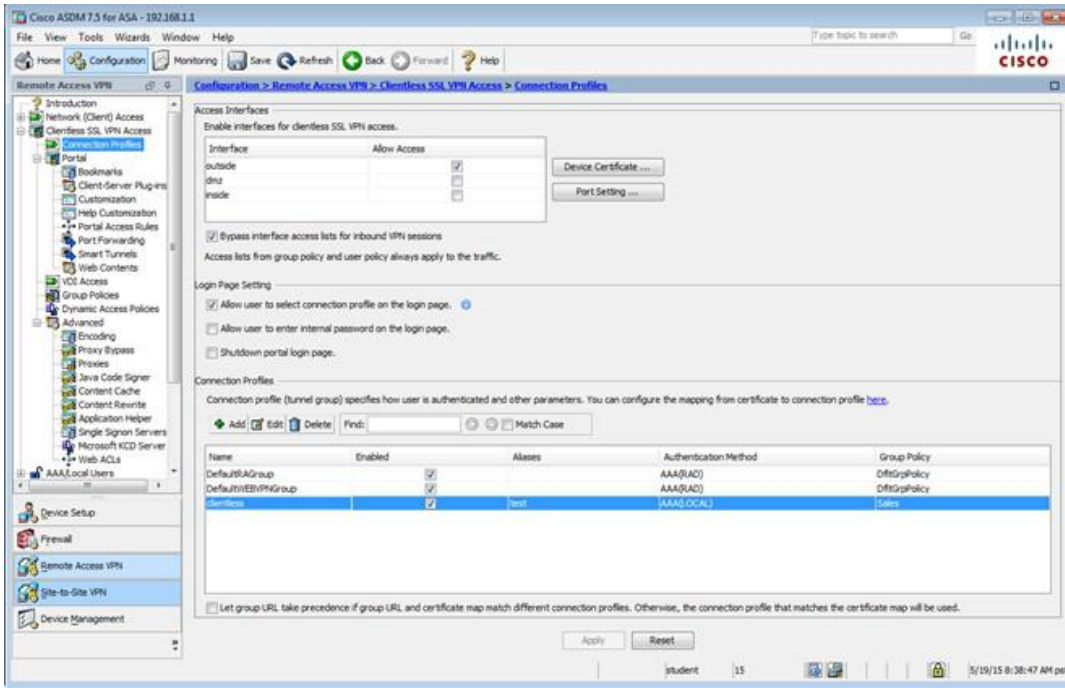 Cisco ASDM 7.5 for ASA - 192.168.1.1
File View Tools Wizards Window Help
Type topic to search Go
Home Configuration Monitoring Save Refresh Back Forward Help
CISCO
Remote Access VPN
Configuration > Remote Access VPN > Clientless SSL VPN Access > Connection Profiles
Introduction
Network (Client) Access
Clientless SSL VPN Access
Connection Profiles
Portal
Bookmarks
Client-Server Plug-ins
Customization
Help Customization
Portal Access Rules
Port Forwarding
Smart Tunnels
Web Contents
VDI Access
Group Policies
Dynamic Access Policies
Advanced
Encoding
Proxy Bypass
Proxies
Java Code Signer
Content Cache
Content Rewrite
Application Helper
Single Signon Servers
Microsoft KCD Server
Web ACLs
AAA/Local Users
Device Setup
Firewall
Remote Access VPN
Site-to-Site VPN
Device Management
Access Interfaces
Enable interfaces for clientless SSL VPN access.
Interface Allow Access
outside
dmz
inside
Device Certificate ...
Port Setting ...
Bypass interface access lists for inbound VPN sessions
Access lists from group policy and user policy always apply to the traffic.
Login Page Setting
Allow user to select connection profile on the login page.
Allow user to enter internal password on the login page.
Shutdown portal login page.
Connection Profiles
Connection profile (tunnel group) specifies how user is authenticated and other parameters. You can configure the mapping from certificate to connection profile here.
Add Edit Delete Find: Match Case
Name Enabled Aliases Authentication Method Group Policy
DefaultRAGroup AAA(RAD) DfltGrpPolicy
DefaultWEBVPNGroup AAA(RAD) DfltGrpPolicy
clientless test AAA(LOCAL) Sales
Let group URL take precedence if group URL and certificate map match different connection profiles. Otherwise, the connection profile that matches the certificate map will be used.
Apply Reset
student 15 5/19/15 8:38:47 AM